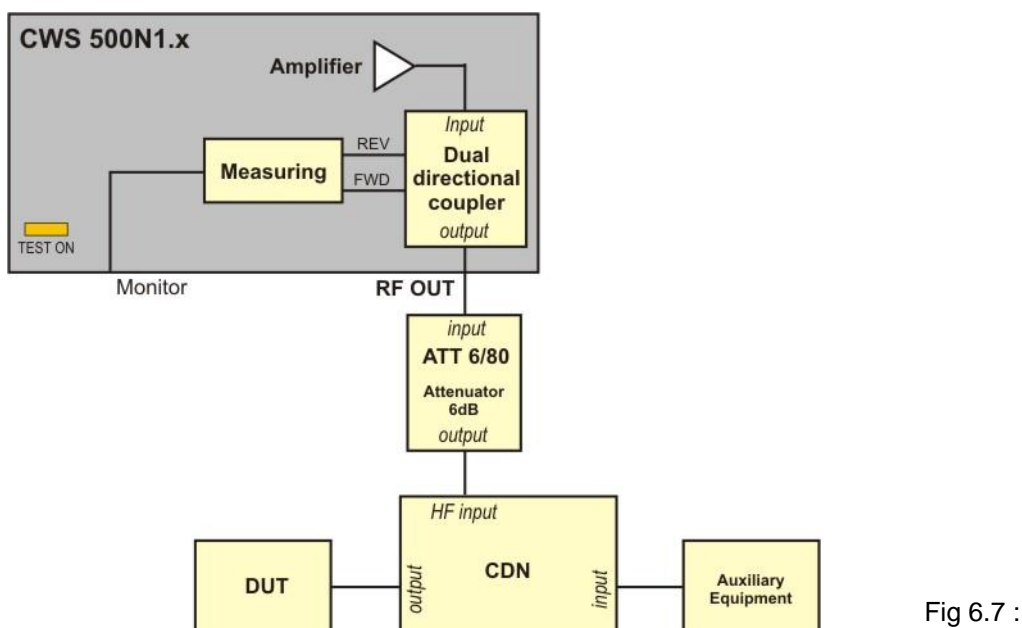 CWS 500N1.x
Amplifier
Input
Dual
directional
coupler
output
REV
FWD
Measuring
TEST ON
Monitor
RF OUT
input
ATT 6/80
Attenuator
6dB
output
HF input
CDN
output
input
DUT
Auxiliary
Equipment
Fig 6.7 :